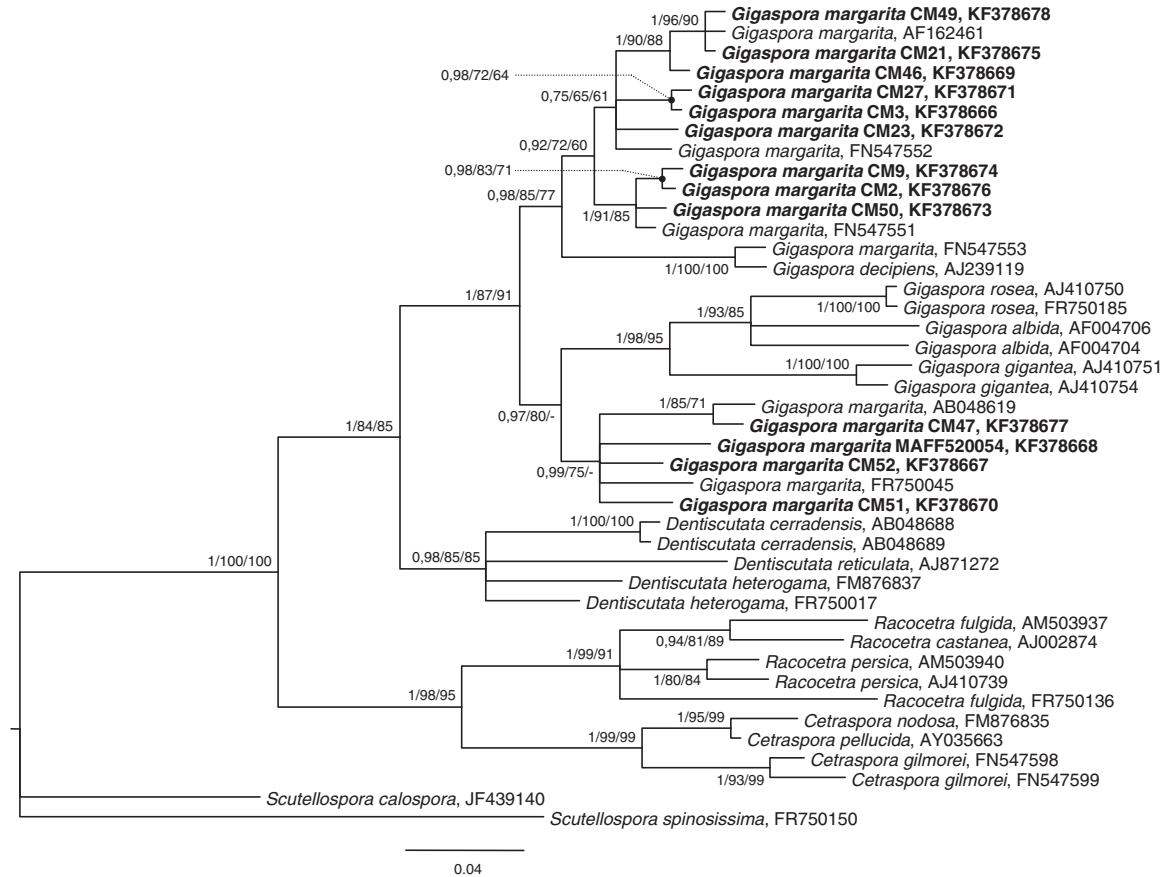 Gigaspora margarita CM49, KF378678
1/96/90
Gigaspora margarita, AF162461
1/90/88
Gigaspora margarita CM21, KF378675
Gigaspora margarita CM46, KF378669
0,98/72/64
Gigaspora margarita CM27, KF378671
0,75/65/61
Gigaspora margarita CM3, KF378666
Gigaspora margarita CM23, KF378672
0,92/72/60
Gigaspora margarita, FN547552
0,98/83/71
Gigaspora margarita CM9, KF378674
Gigaspora margarita CM2, KF378676
0,98/85/77
Gigaspora margarita CM50, KF378673
1/91/85
Gigaspora margarita, FN547551
Gigaspora margarita, FN547553
1/100/100
Gigaspora decipiens, AJ239119
Gigaspora rosea, AJ410750
1/87/91
1/100/100
Gigaspora rosea, FR750185
1/93/85
Gigaspora albida, AF004706
1/98/95
Gigaspora albida, AF004704
1/100/100
Gigaspora gigantea, AJ410751
Gigaspora gigantea, AJ410754
0,97/80/-
1/85/71
Gigaspora margarita, AB048619
1/84/85
Gigaspora margarita CM47, KF378677
Gigaspora margarita MAFF520054, KF378668
Gigaspora margarita CM52, KF378667
0,99/75/-
Gigaspora margarita, FR750045
Gigaspora margarita CM51, KF378670
1/100/100
Dentiscutata cerradensis, AB048688
Dentiscutata cerradensis, AB048689
1/100/100
0,98/85/85
Dentiscutata reticulata, AJ871272
Dentiscutata heterogama, FM876837
Dentiscutata heterogama, FR750017
Racocetra fulgida, AM503937
0,94/81/89
Racocetra castanea, AJ002874
1/99/91
Racocetra persica, AM503940
1/80/84
Racocetra persica, AJ410739
1/98/95
Racocetra fulgida, FR750136
1/95/99
Cetraspora nodosa, FM876835
1/99/99
Cetraspora pellucida, AY035663
Cetraspora gilmorei, FN547598
1/93/99
Cetraspora gilmorei, FN547599
Scutellospora calospora, JF439140
Scutellospora spinosissima, FR750150
0.04